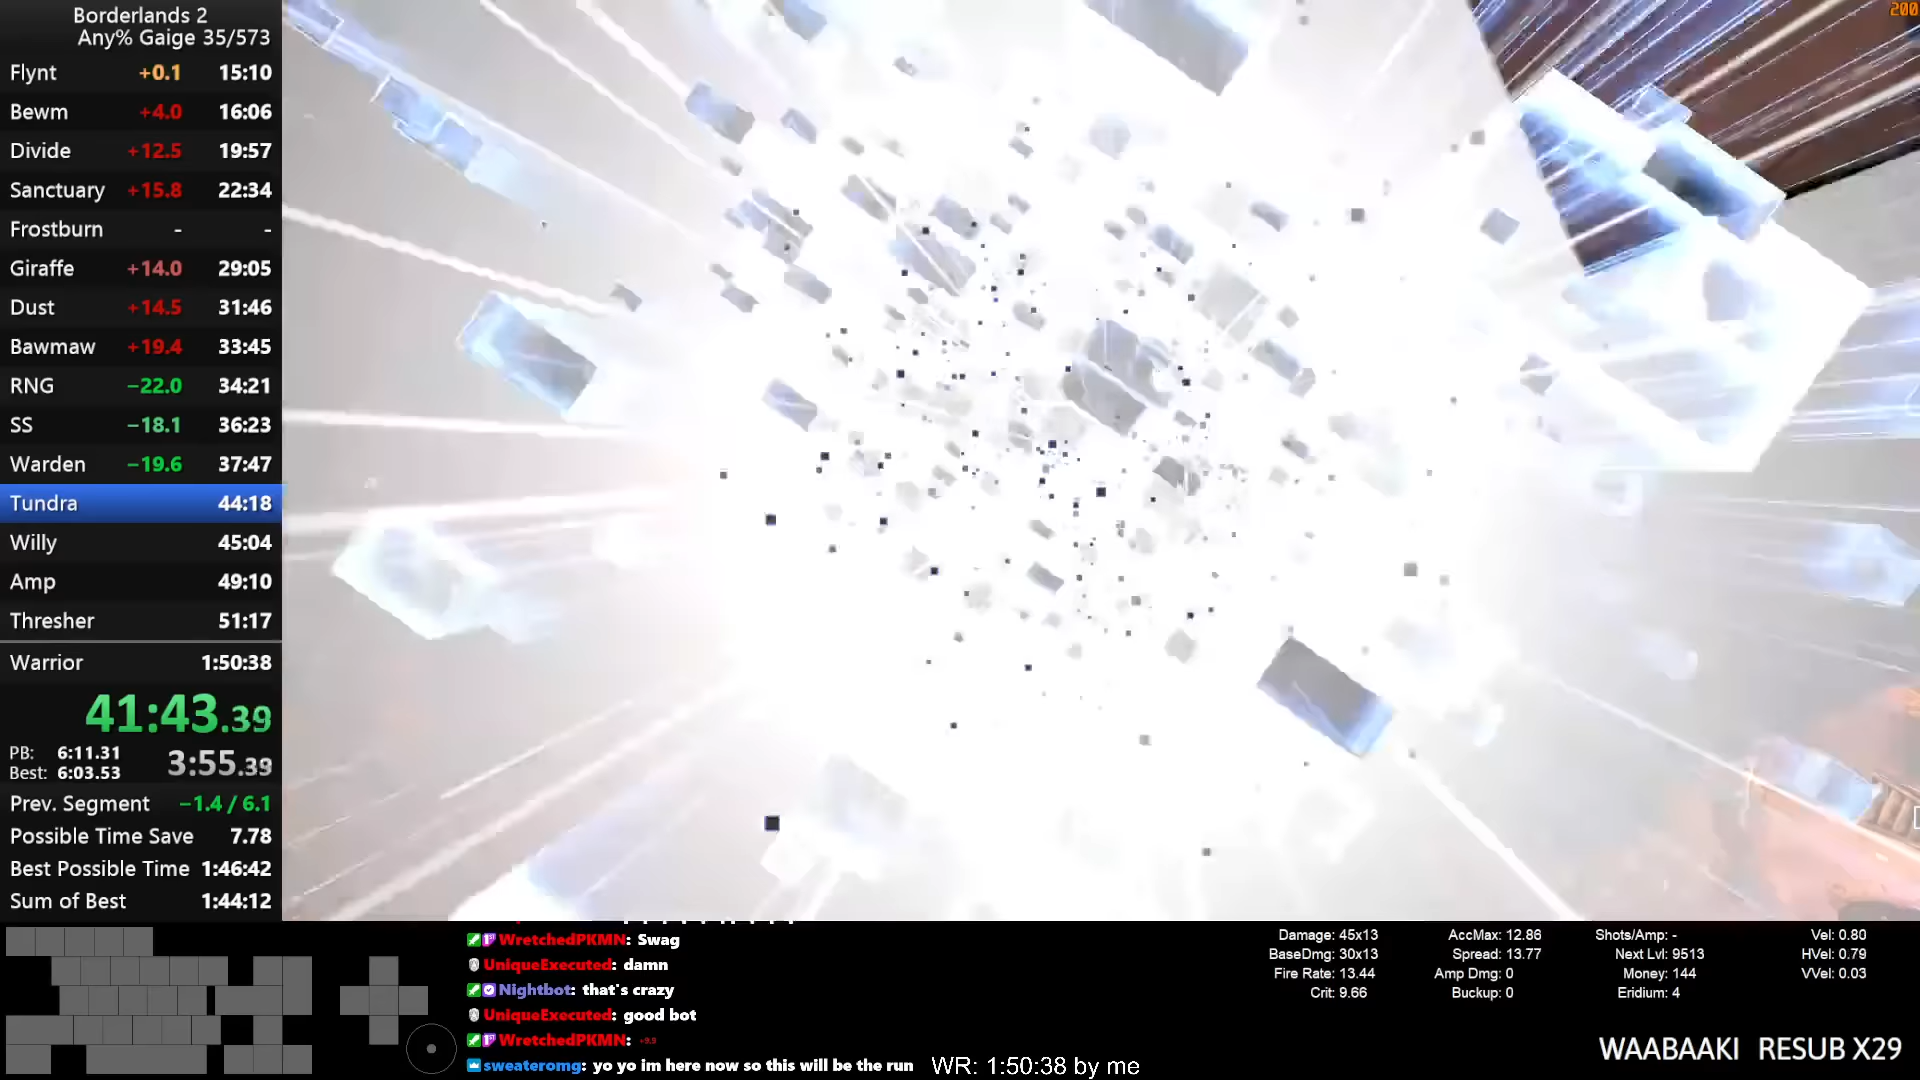 Borderlands 2
Any% Gaige 35/573
Flynt +0.1 15:10
Bewm +4.0 16:06
Divide +12.5 19:57
Sanctuary +15.8 22:34
Frostburn - -
Giraffe +14.0 29:05
Dust +14.5 31:46
Bawmaw +19.4 33:45
RNG −22.0 34:21
SS −18.1 36:23
Warden −19.6 37:47
Tundra 44:18
Willy 45:04
Amp 49:10
Thresher 51:17
Warrior 1:50:38
41:43.39
PB: 6:11.31
Best: 6:03.53
3:55.39
Prev. Segment −1.4 / 6.1
Possible Time Save 7.78
Best Possible Time 1:46:42
Sum of Best 1:44:12
200
WretchedPKMN: Swag
UniqueExecuted: damn
Nightbot: that's crazy
UniqueExecuted: good bot
WretchedPKMN:
sweateromg: yo yo im here now so this will be the run
WR: 1:50:38 by me
Damage: 45x13 AccMax: 12.86 Shots/Amp: - Vel: 0.80
BaseDmg: 30x13 Spread: 13.77 Next Lvl: 9513 HVel: 0.79
Fire Rate: 13.44 Amp Dmg: 0 Money: 144 VVel: 0.03
Crit: 9.66 Buckup: 0 Eridium: 4
WAABAAKI RESUB X29